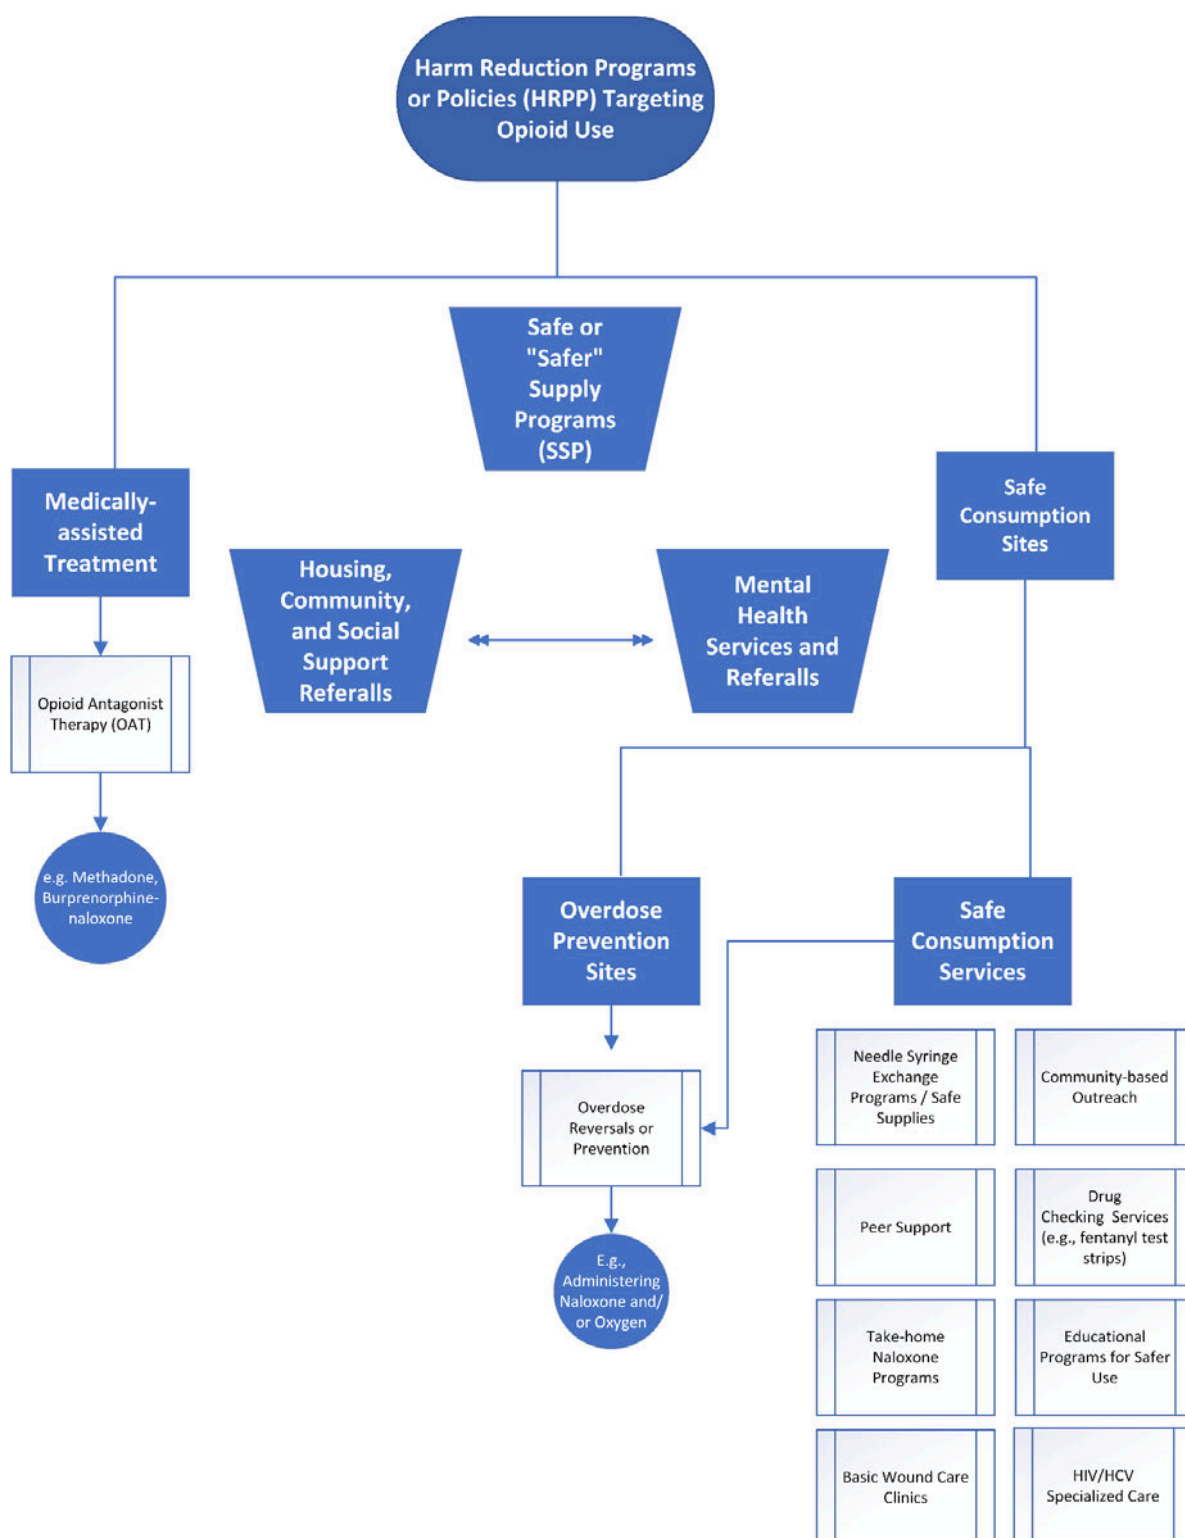 Harm Reduction Programs
or Policies (HRPP) Targeting
Opioid Use
Safe or
"Safer"
Supply
Programs
(SSP)
Medically-
assisted
Treatment
Safe
Consumption
Sites
Housing,
Community,
and Social
Support
Referalls
Mental
Health
Services and
Referalls
Opioid Antagonist
Therapy (OAT)
e.g. Methadone,
Burprenorphine-
naloxone
Overdose
Prevention
Sites
Safe
Consumption
Services
Overdose
Reversals or
Prevention
E.g.,
Administering
Naloxone and/
or Oxygen
Needle Syringe
Exchange
Programs / Safe
Supplies
Community-based
Outreach
Peer Support
Drug
Checking Services
(e.g., fentanyl test
strips)
Take-home
Naloxone
Programs
Educational
Programs for Safer
Use
Basic Wound Care
Clinics
HIV/HCV
Specialized Care